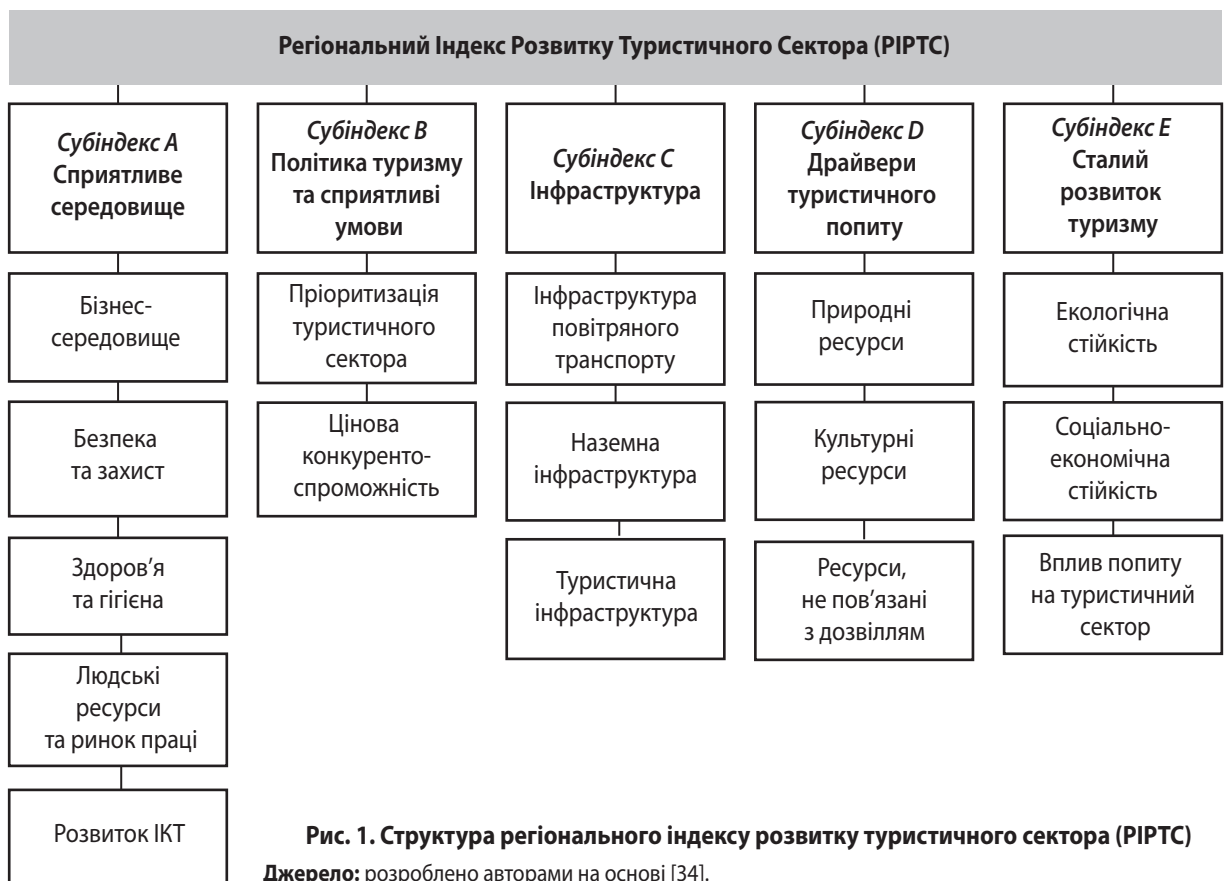 Регіональний Індекс Розвитку Туристичного Сектора (РІРТС)
Субіндекс A
Сприятливе
середовище
Бізнес-
середовище
Безпека
та захист
Здоров’я
та гігієна
Людські
ресурси
та ринок праці
Розвиток ІКТ
Субіндекс B
Політика туризму
та сприятливі
умови
Пріоритизація
туристичного
сектора
Цінова
конкуренто-
спроможність
Субіндекс C
Інфраструктура
Інфраструктура
повітряного
транспорту
Наземна
інфраструктура
Туристична
інфраструктура
Субіндекс D
Драйвери
туристичного
попиту
Природні
ресурси
Культурні
ресурси
Ресурси,
не пов’язані
з дозвіллям
Субіндекс E
Сталий
розвиток
туризму
Екологічна
стійкість
Соціально-
економічна
стійкість
Вплив попиту
на туристичний
сектор
Рис. 1. Структура регіонального індексу розвитку туристичного сектора (РІРТС)
Джерело: розроблено авторами на основі [34].